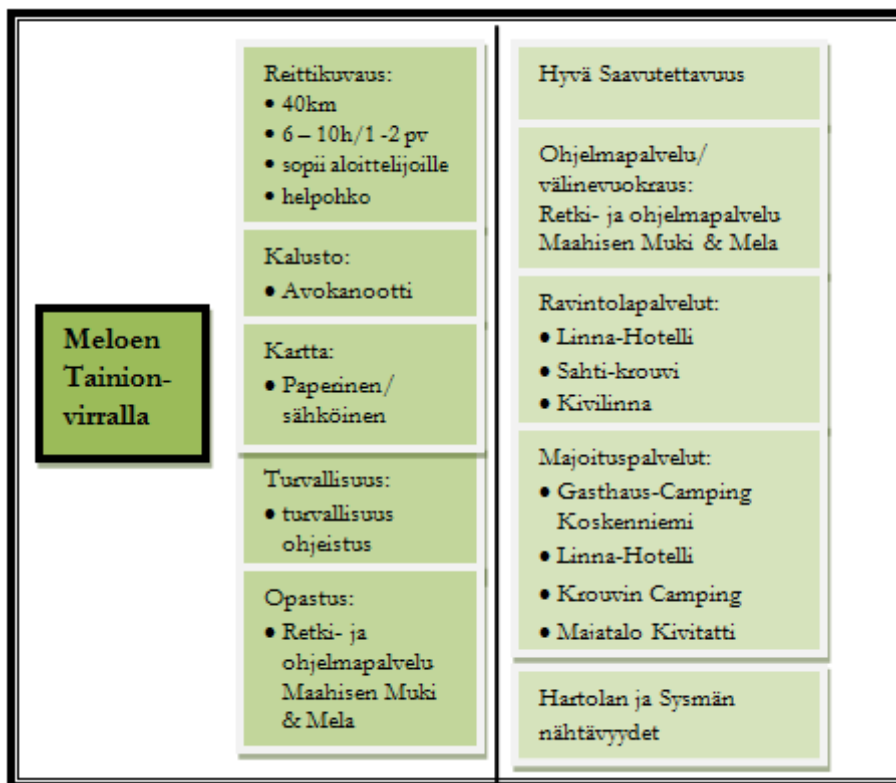 Meloen
Tainion-
virralla
Reittikuvaus:
• 40km
• 6 – 10h/1 -2 pv
• sopii aloittelijoille
• helpohko
Kalusto:
• Avokanootti
Kartta:
• Paperinen/
sähköinen
Turvallisuus:
• turvallisuus
ohjeistus
Opastus:
• Retki- ja
ohjelmapalvelu
Maahisen Muki
& Mela
Hyvä Saavutettavuus
Ohjelmapalvelu/
välinevuokraus:
Retki- ja ohjelmapalvelu
Maahisen Muki & Mela
Ravintolapalvelut:
• Linna-Hotelli
• Sahti-krouvi
• Kivilinna
Majoituspalvelut:
• Gasthaus-Camping
Koskenniemi
• Linna-Hotelli
• Krouvin Camping
• Majatalo Kivitatti
Hartolan ja Sysmän
nähtävyydet